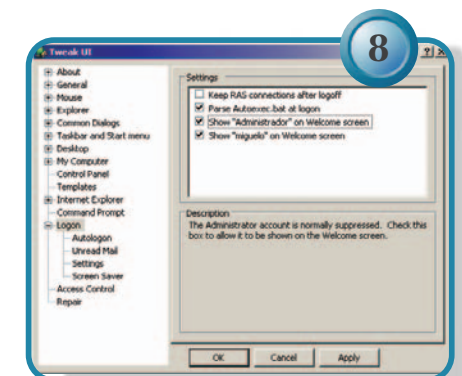 8
Tweak UI
About
General
Mouse
Explorer
Common Dialogs
Taskbar and Start menu
Desktop
My Computer
Control Panel
Templates
Internet Explorer
Command Prompt
Logon
Autologon
Unread Mail
Settings
Screen Saver
Access Control
Repair
Settings
Keep RAS connections after logoff
Parse Autoexec.bat at logon
Show "Administrador" on Welcome screen
Show "miguelo" on Welcome screen
Description
The Administrator account is normally suppressed. Check this
box to allow it to be shown on the Welcome screen.
OK Cancel Apply